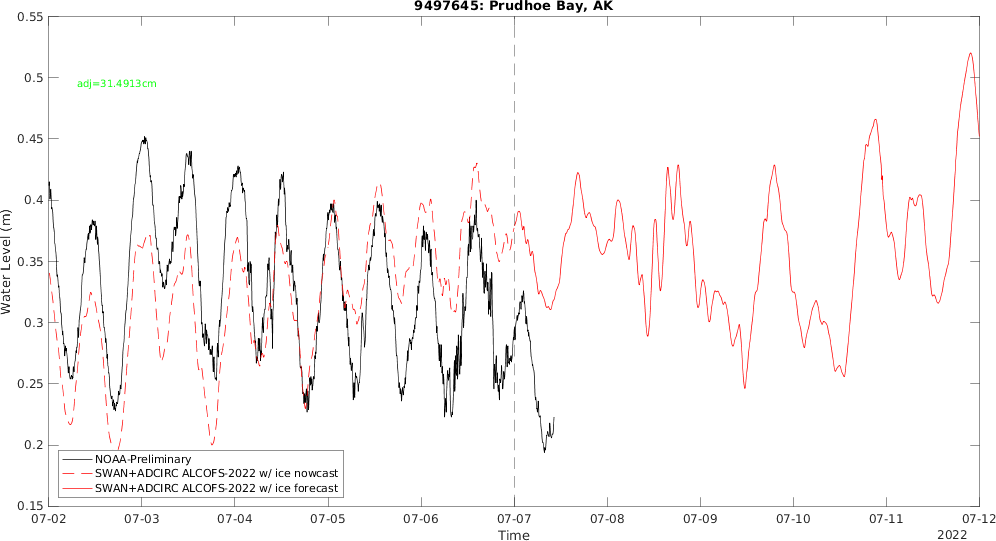 9497645: Prudhoe Bay, AK
0.55
0.5
0.45
0.4
0.35
0.3
0.25
0.2
0.15
Water Level (m)
adj=31.4913cm
NOAA-Preliminary
SWAN+ADCIRC ALCOFS-2022 w/ ice nowcast
SWAN+ADCIRC ALCOFS-2022 w/ ice forecast
07-02 07-03 07-04 07-05 07-06 07-07 07-08 07-09 07-10 07-11 07-12
Time
2022